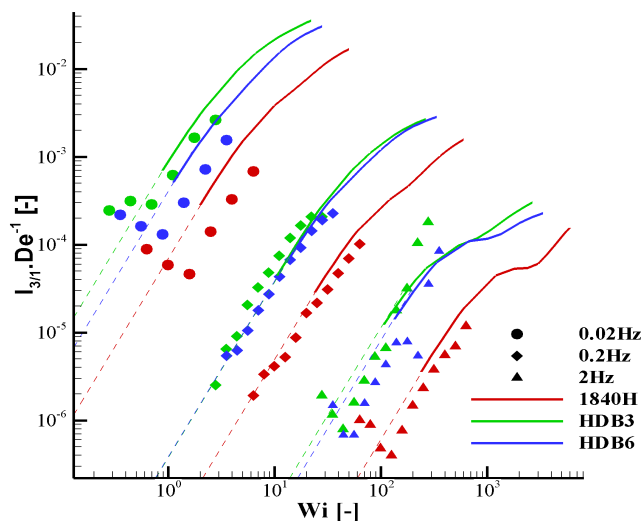 10⁻²
10⁻³
10⁻⁴
10⁻⁵
10⁻⁶
I₃/₁.De⁻¹ [-]
10⁰
10¹
10²
10³
Wi [-]
0.02Hz
0.2Hz
2Hz
1840H
HDB3
HDB6